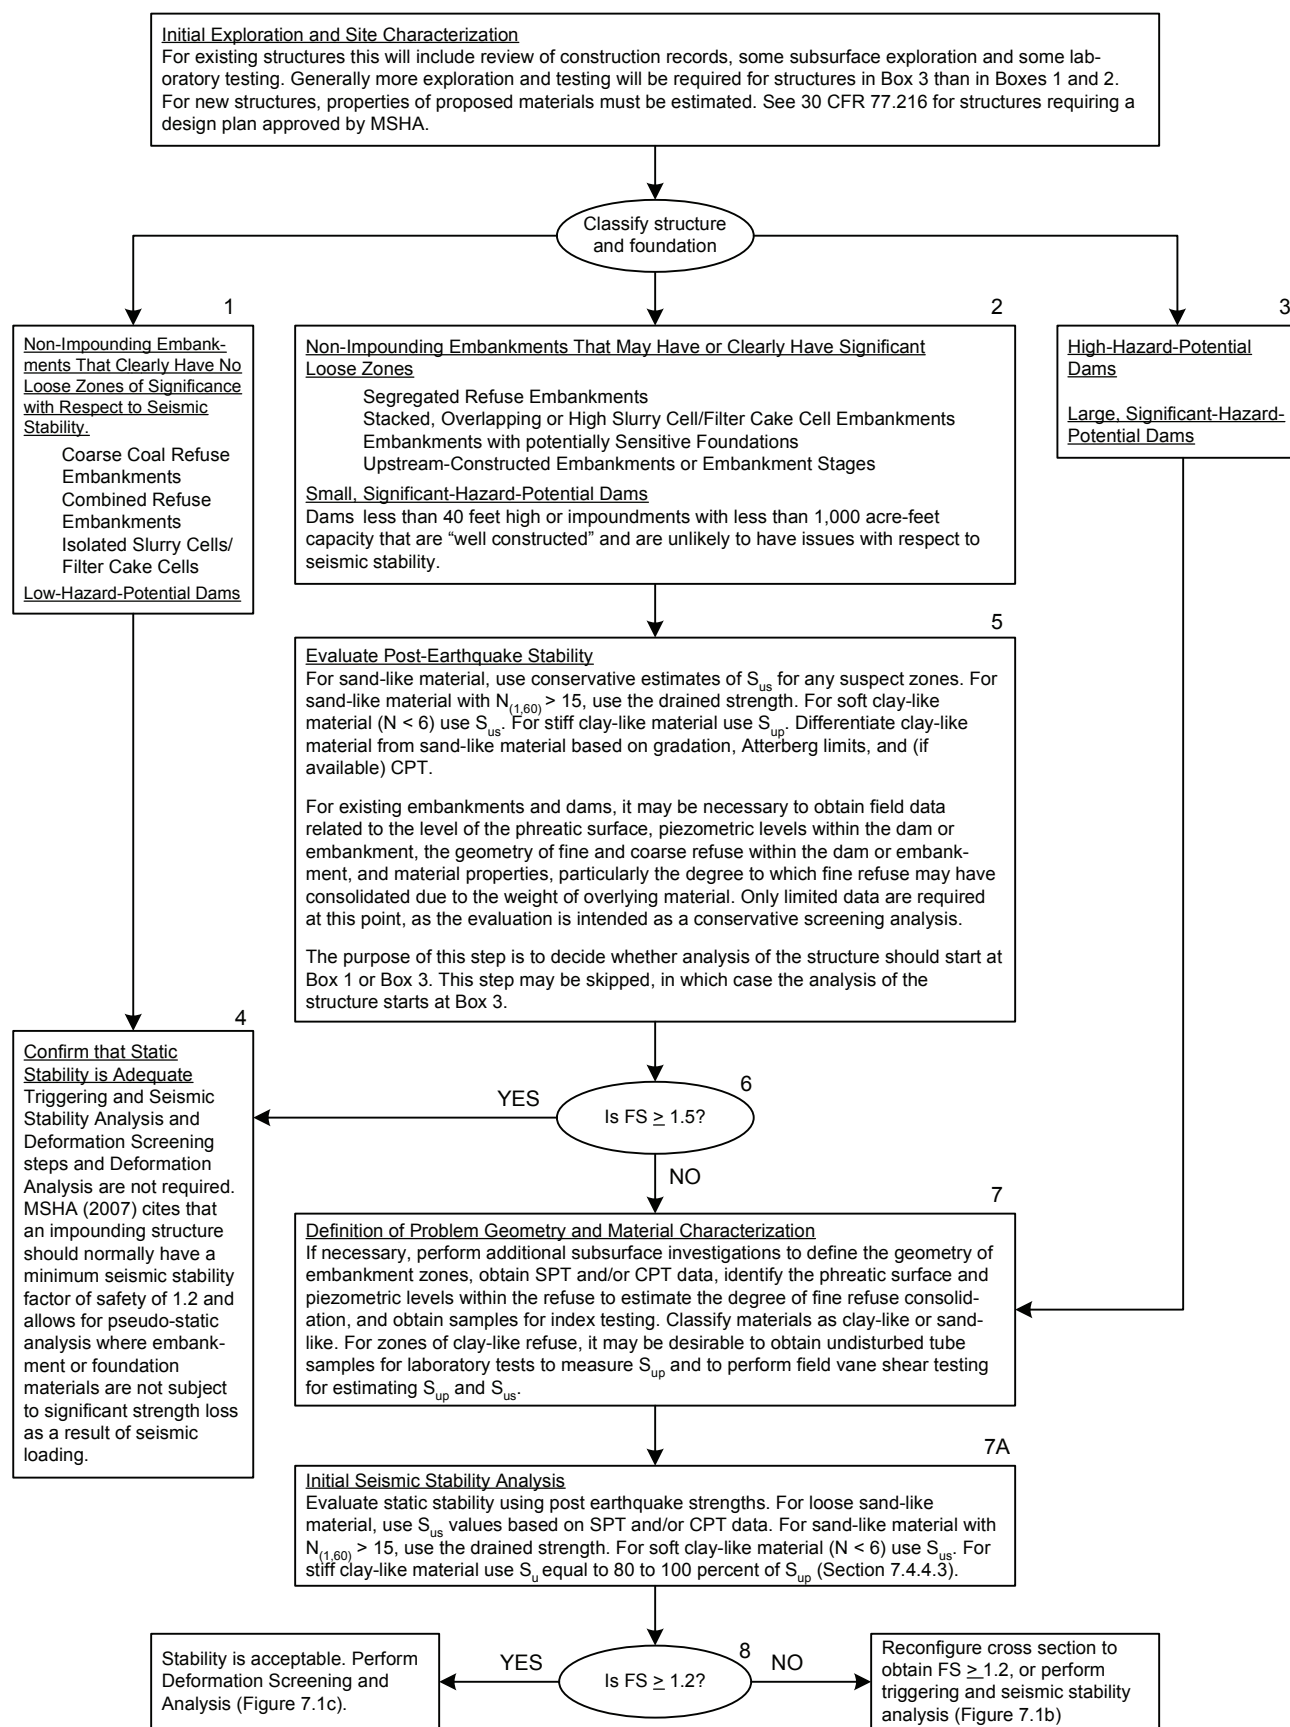 Initial Exploration and Site Characterization
For existing structures this will include review of construction records, some subsurface exploration and some lab-
oratory testing. Generally more exploration and testing will be required for structures in Box 3 than in Boxes 1 and 2.
For new structures, properties of proposed materials must be estimated. See 30 CFR 77.216 for structures requiring a
design plan approved by MSHA.
Classify structure
and foundation
1
Non-Impounding Embank-
ments That Clearly Have No
Loose Zones of Significance
with Respect to Seismic
Stability.
Coarse Coal Refuse
Embankments
Combined Refuse
Embankments
Isolated Slurry Cells/
Filter Cake Cells
Low-Hazard-Potential Dams
2
Non-Impounding Embankments That May Have or Clearly Have Significant
Loose Zones
Segregated Refuse Embankments
Stacked, Overlapping or High Slurry Cell/Filter Cake Cell Embankments
Embankments with potentially Sensitive Foundations
Upstream-Constructed Embankments or Embankment Stages
Small, Significant-Hazard-Potential Dams
Dams less than 40 feet high or impoundments with less than 1,000 acre-feet
capacity that are “well constructed” and are unlikely to have issues with respect to
seismic stability.
3
High-Hazard-Potential
Dams
Large, Significant-Hazard-
Potential Dams
5
Evaluate Post-Earthquake Stability
For sand-like material, use conservative estimates of Sus for any suspect zones. For
sand-like material with N(1,60) > 15, use the drained strength. For soft clay-like
material (N < 6) use Sus. For stiff clay-like material use Sup. Differentiate clay-like
material from sand-like material based on gradation, Atterberg limits, and (if
available) CPT.
For existing embankments and dams, it may be necessary to obtain field data
related to the level of the phreatic surface, piezometric levels within the dam or
embankment, the geometry of fine and coarse refuse within the dam or embank-
ment, and material properties, particularly the degree to which fine refuse may have
consolidated due to the weight of overlying material. Only limited data are required
at this point, as the evaluation is intended as a conservative screening analysis.
The purpose of this step is to decide whether analysis of the structure should start at
Box 1 or Box 3. This step may be skipped, in which case the analysis of the
structure starts at Box 3.
4
Confirm that Static
Stability is Adequate
Triggering and Seismic
Stability Analysis and
Deformation Screening
steps and Deformation
Analysis are not required.
MSHA (2007) cites that
an impounding structure
should normally have a
minimum seismic stability
factor of safety of 1.2 and
allows for pseudo-static
analysis where embank-
ment or foundation
materials are not subject
to significant strength loss
as a result of seismic
loading.
6
Is FS ≥ 1.5?
YES
NO
7
Definition of Problem Geometry and Material Characterization
If necessary, perform additional subsurface investigations to define the geometry of
embankment zones, obtain SPT and/or CPT data, identify the phreatic surface and
piezometric levels within the refuse to estimate the degree of fine refuse consolid-
ation, and obtain samples for index testing. Classify materials as clay-like or sand-
like. For zones of clay-like refuse, it may be desirable to obtain undisturbed tube
samples for laboratory tests to measure Sup and to perform field vane shear testing
for estimating Sup and Sus.
7A
Initial Seismic Stability Analysis
Evaluate static stability using post earthquake strengths. For loose sand-like
material, use Sus values based on SPT and/or CPT data. For sand-like material with
N(1,60) > 15, use the drained strength. For soft clay-like material (N < 6) use Sus. For
stiff clay-like material use Su equal to 80 to 100 percent of Sup (Section 7.4.4.3).
8
Is FS ≥ 1.2?
YES
NO
Stability is acceptable. Perform
Deformation Screening and
Analysis (Figure 7.1c).
Reconfigure cross section to
obtain FS ≥ 1.2, or perform
triggering and seismic stability
analysis (Figure 7.1b)